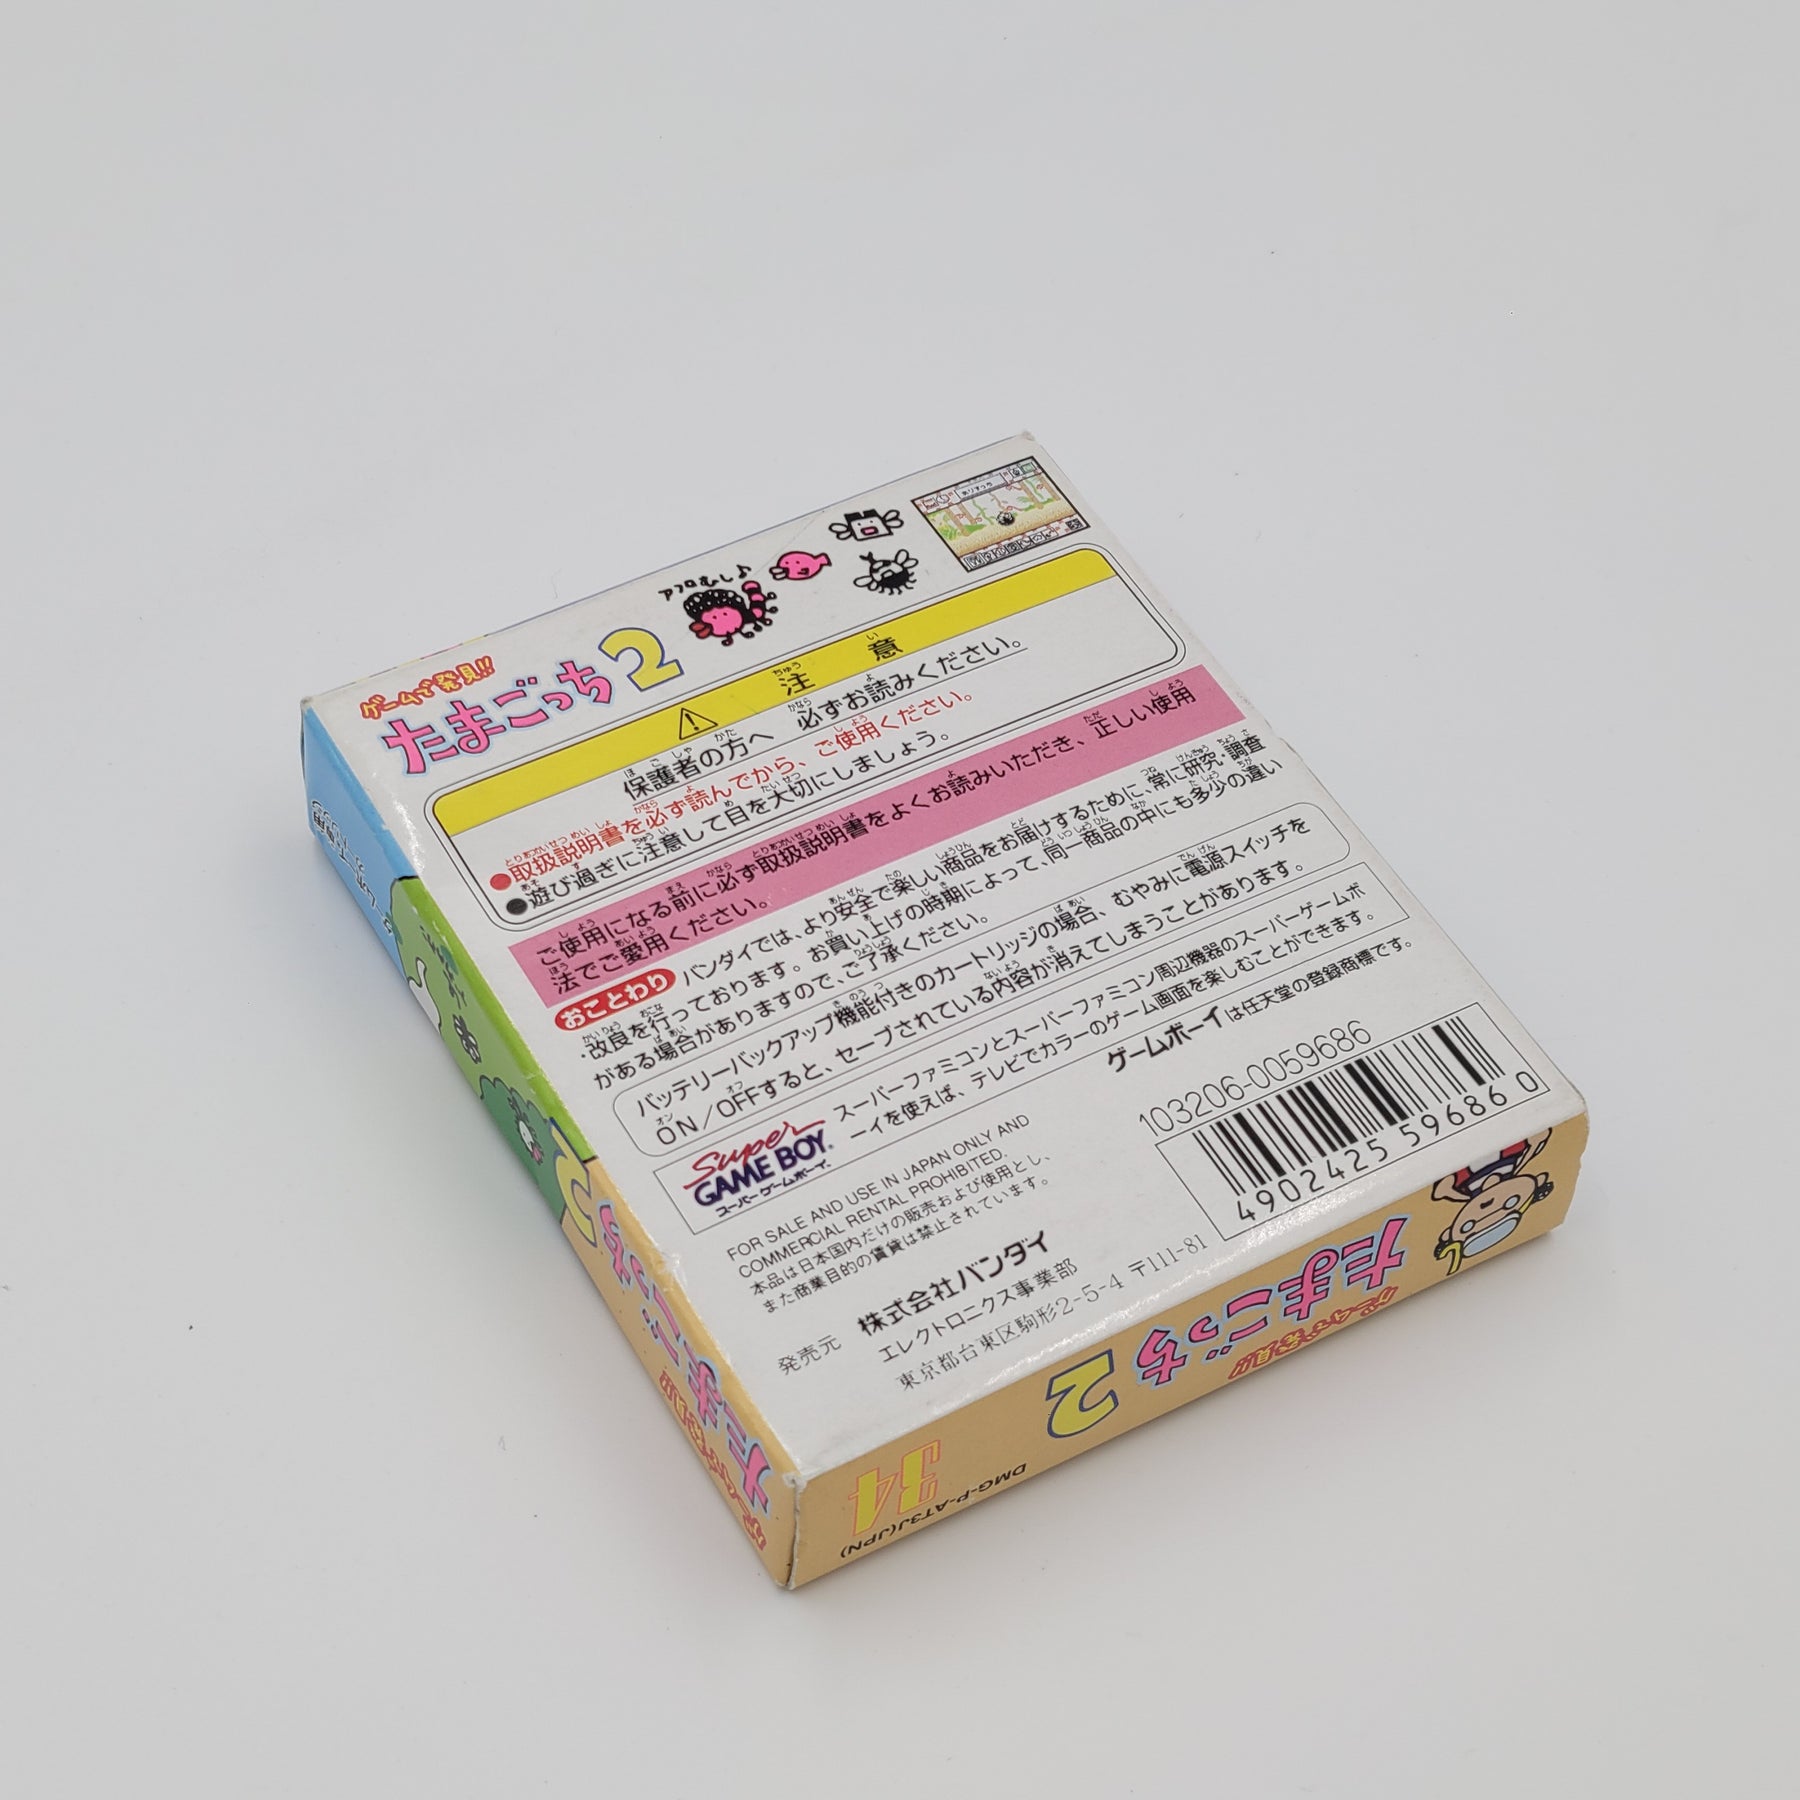 ゲームで発見!!
たまごっち2
アフロむし♪
注意
保護者の方へ 必ずお読みください。
●取扱説明書を必ず読んでから、ご使用ください。
●遊び過ぎに注意して目を大切にしましょう。
ご使用になる前に必ず取扱説明書をよくお読みいただき、正しい使用
法でご愛用ください。
おことわり バンダイでは、より安全で楽しい商品をお届けするために、常に研究・調査
・改良を行っております。お買い上げの時期によって、同一商品の中にも多少の違い
がある場合がありますので、ご了承ください。
バッテリーバックアップ機能付きのカートリッジの場合、むやみに電源スイッチを
ON/OFFすると、セーブされている内容が消えてしまうことがあります。
Super GAME BOY
スーパーゲームボーイ
スーパーファミコンとスーパーファミコン周辺機器のスーパーゲームボ
ーイを使えば、テレビでカラーのゲーム画面を楽しむことができます。
ゲームボーイは任天堂の登録商標です。
FOR SALE AND USE IN JAPAN ONLY AND
COMMERCIAL RENTAL PROHIBITED.
本品は日本国内だけの販売および使用とし、
また商業目的の賃貸は禁止されています。
103206-0059686
4902425 596860
発売元 株式会社バンダイ
エレクトロニクス事業部
東京都台東区駒形2-5-4 〒111-81
ゲームで発見!!
たまごっち2
34
DMG-P-AT3J(JPN)
ゲームで発見!!
たまごっち2